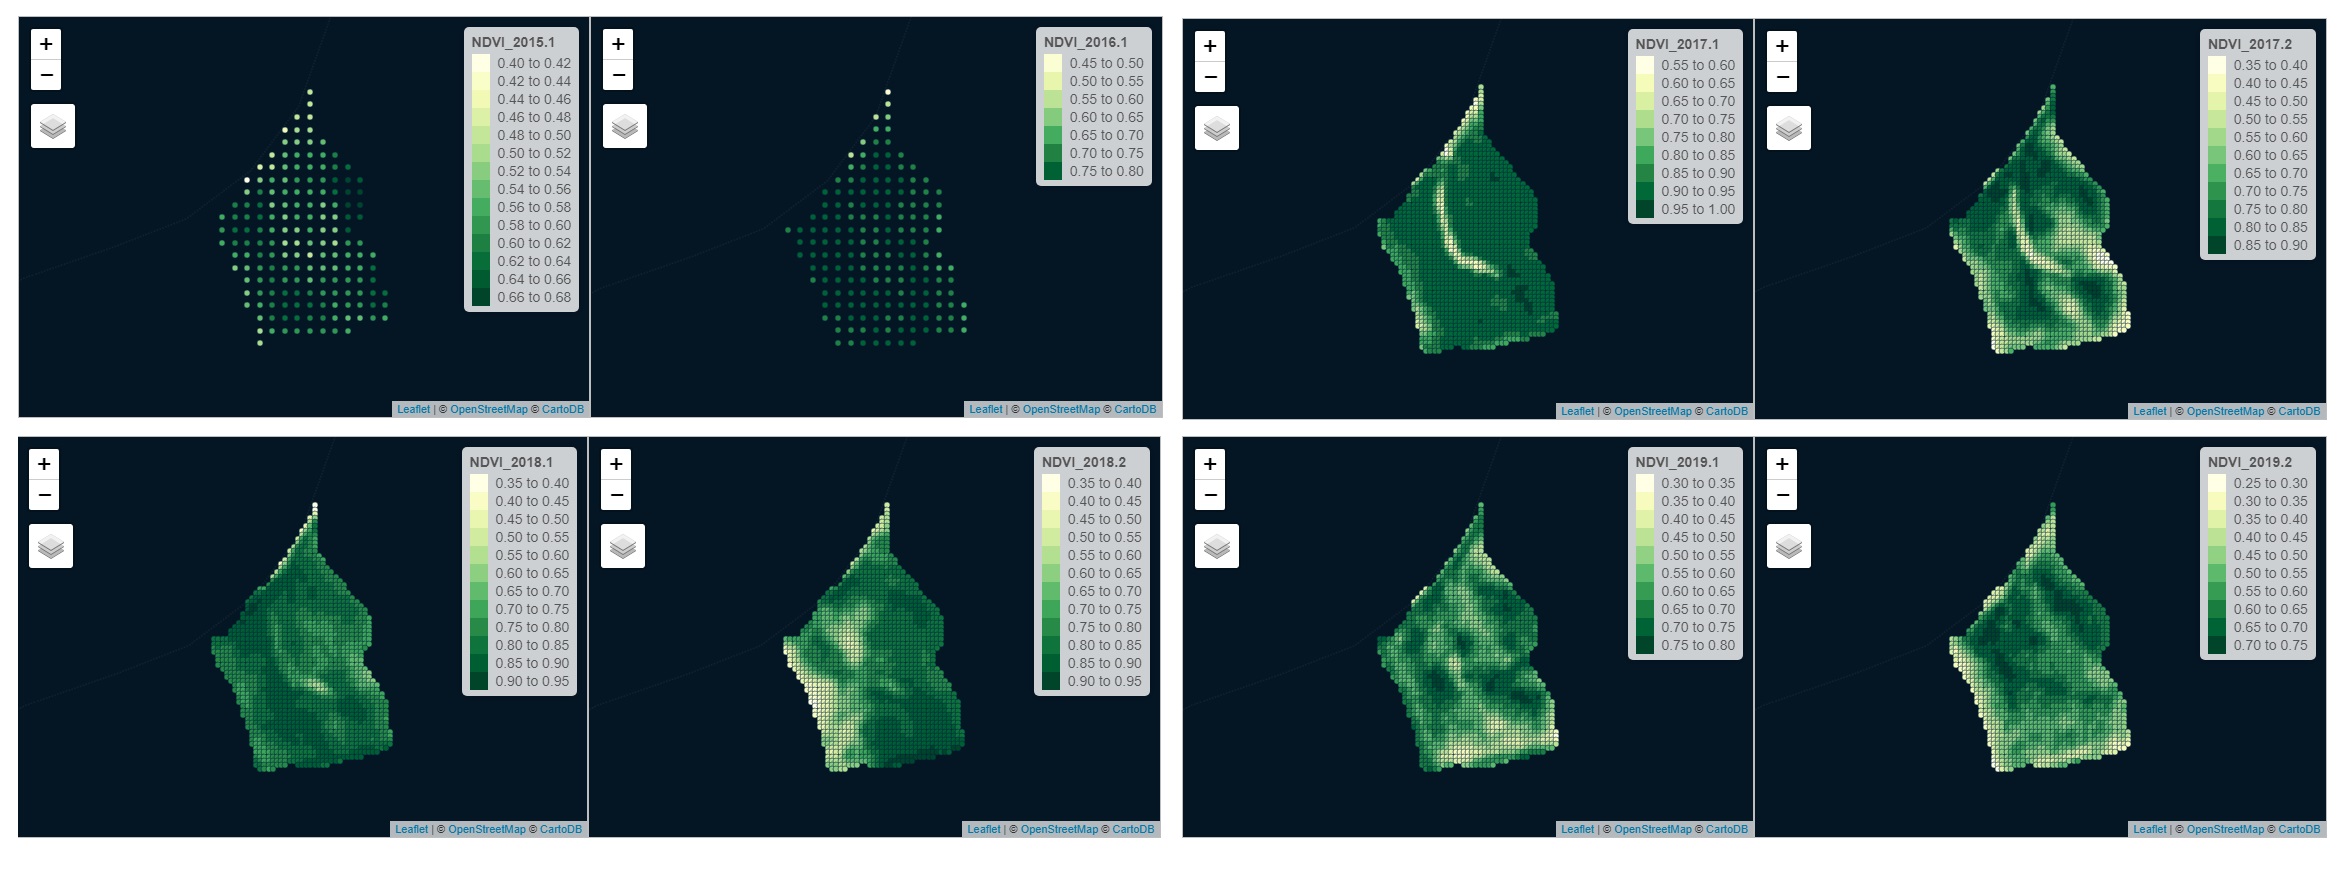 +
−
NDVI_2015.1
0.40 to 0.42
0.42 to 0.44
0.44 to 0.46
0.46 to 0.48
0.48 to 0.50
0.50 to 0.52
0.52 to 0.54
0.54 to 0.56
0.56 to 0.58
0.58 to 0.60
0.60 to 0.62
0.62 to 0.64
0.64 to 0.66
0.66 to 0.68
Leaflet | © OpenStreetMap © CartoDB
+
−
NDVI_2016.1
0.45 to 0.50
0.50 to 0.55
0.55 to 0.60
0.60 to 0.65
0.65 to 0.70
0.70 to 0.75
0.75 to 0.80
Leaflet | © OpenStreetMap © CartoDB
+
−
NDVI_2017.1
0.55 to 0.60
0.60 to 0.65
0.65 to 0.70
0.70 to 0.75
0.75 to 0.80
0.80 to 0.85
0.85 to 0.90
0.90 to 0.95
0.95 to 1.00
Leaflet | © OpenStreetMap © CartoDB
+
−
NDVI_2017.2
0.35 to 0.40
0.40 to 0.45
0.45 to 0.50
0.50 to 0.55
0.55 to 0.60
0.60 to 0.65
0.65 to 0.70
0.70 to 0.75
0.75 to 0.80
0.80 to 0.85
0.85 to 0.90
Leaflet | © OpenStreetMap © CartoDB
+
−
NDVI_2018.1
0.35 to 0.40
0.40 to 0.45
0.45 to 0.50
0.50 to 0.55
0.55 to 0.60
0.60 to 0.65
0.65 to 0.70
0.70 to 0.75
0.75 to 0.80
0.80 to 0.85
0.85 to 0.90
0.90 to 0.95
Leaflet | © OpenStreetMap © CartoDB
+
−
NDVI_2018.2
0.35 to 0.40
0.40 to 0.45
0.45 to 0.50
0.50 to 0.55
0.55 to 0.60
0.60 to 0.65
0.65 to 0.70
0.70 to 0.75
0.75 to 0.80
0.80 to 0.85
0.85 to 0.90
0.90 to 0.95
Leaflet | © OpenStreetMap © CartoDB
+
−
NDVI_2019.1
0.30 to 0.35
0.35 to 0.40
0.40 to 0.45
0.45 to 0.50
0.50 to 0.55
0.55 to 0.60
0.60 to 0.65
0.65 to 0.70
0.70 to 0.75
0.75 to 0.80
Leaflet | © OpenStreetMap © CartoDB
+
−
NDVI_2019.2
0.25 to 0.30
0.30 to 0.35
0.35 to 0.40
0.40 to 0.45
0.45 to 0.50
0.50 to 0.55
0.55 to 0.60
0.60 to 0.65
0.65 to 0.70
0.70 to 0.75
Leaflet | © OpenStreetMap © CartoDB